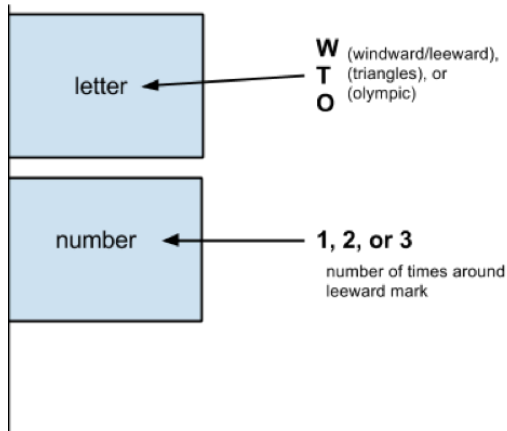 letter
W (windward/leeward),
T (triangles), or
O (olympic)
number
1, 2, or 3
number of times around
leeward mark